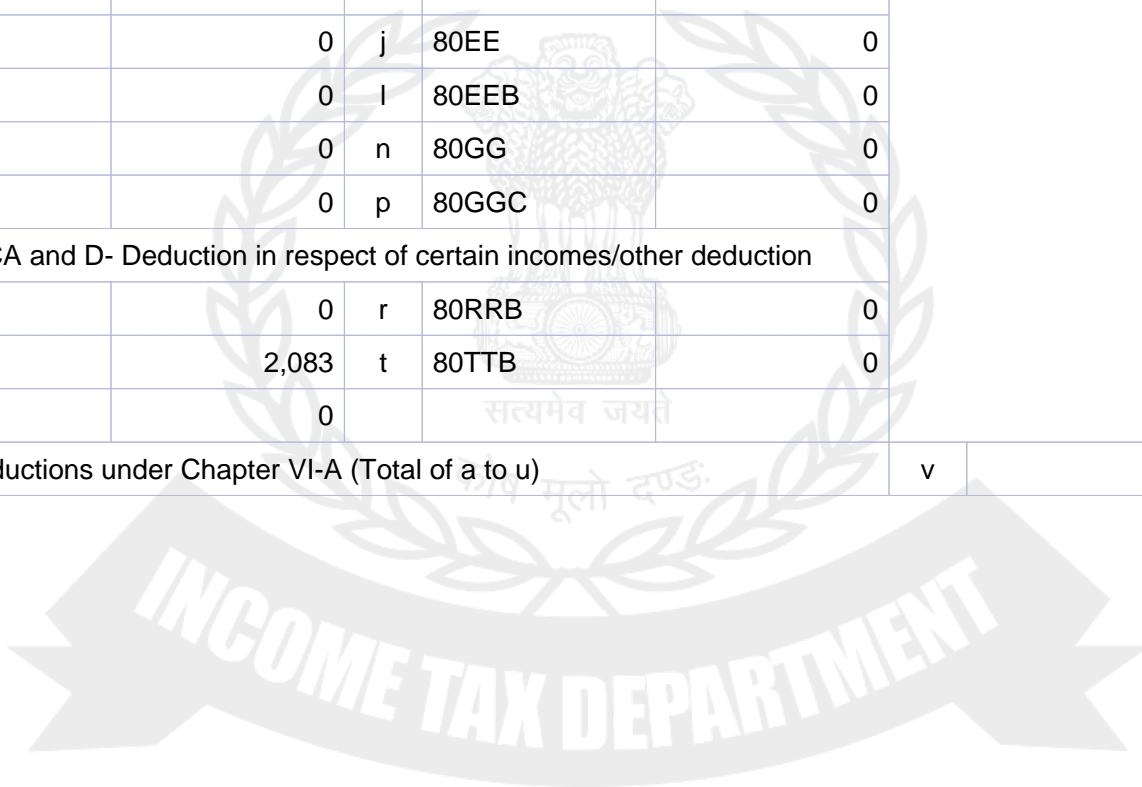 0 j 80EE 0
0 l 80EEB 0
0 n 80GG 0
0 p 80GGC 0
CA and D- Deduction in respect of certain incomes/other deduction
0 r 80RRB 0
2,083 t 80TTB 0
0
सत्यमेव जयते
ductions under Chapter VI-A (Total of a to u) v
कोष मूलो दण्डः
INCOME TAX DEPARTMENT